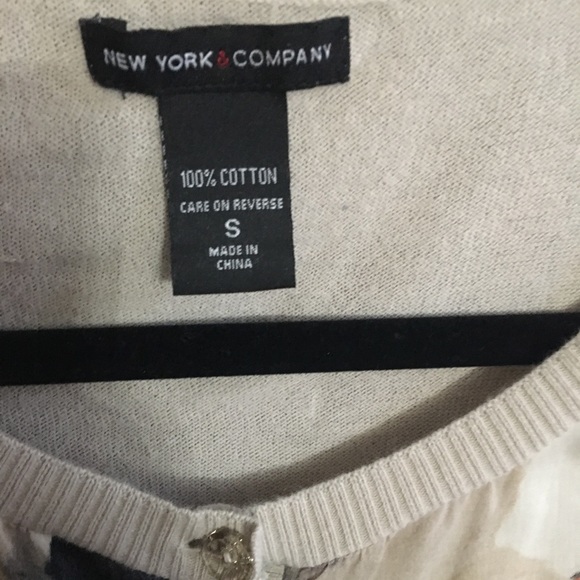 NEW YORK & COMPANY
100% COTTON
CARE ON REVERSE
S
MADE IN
CHINA